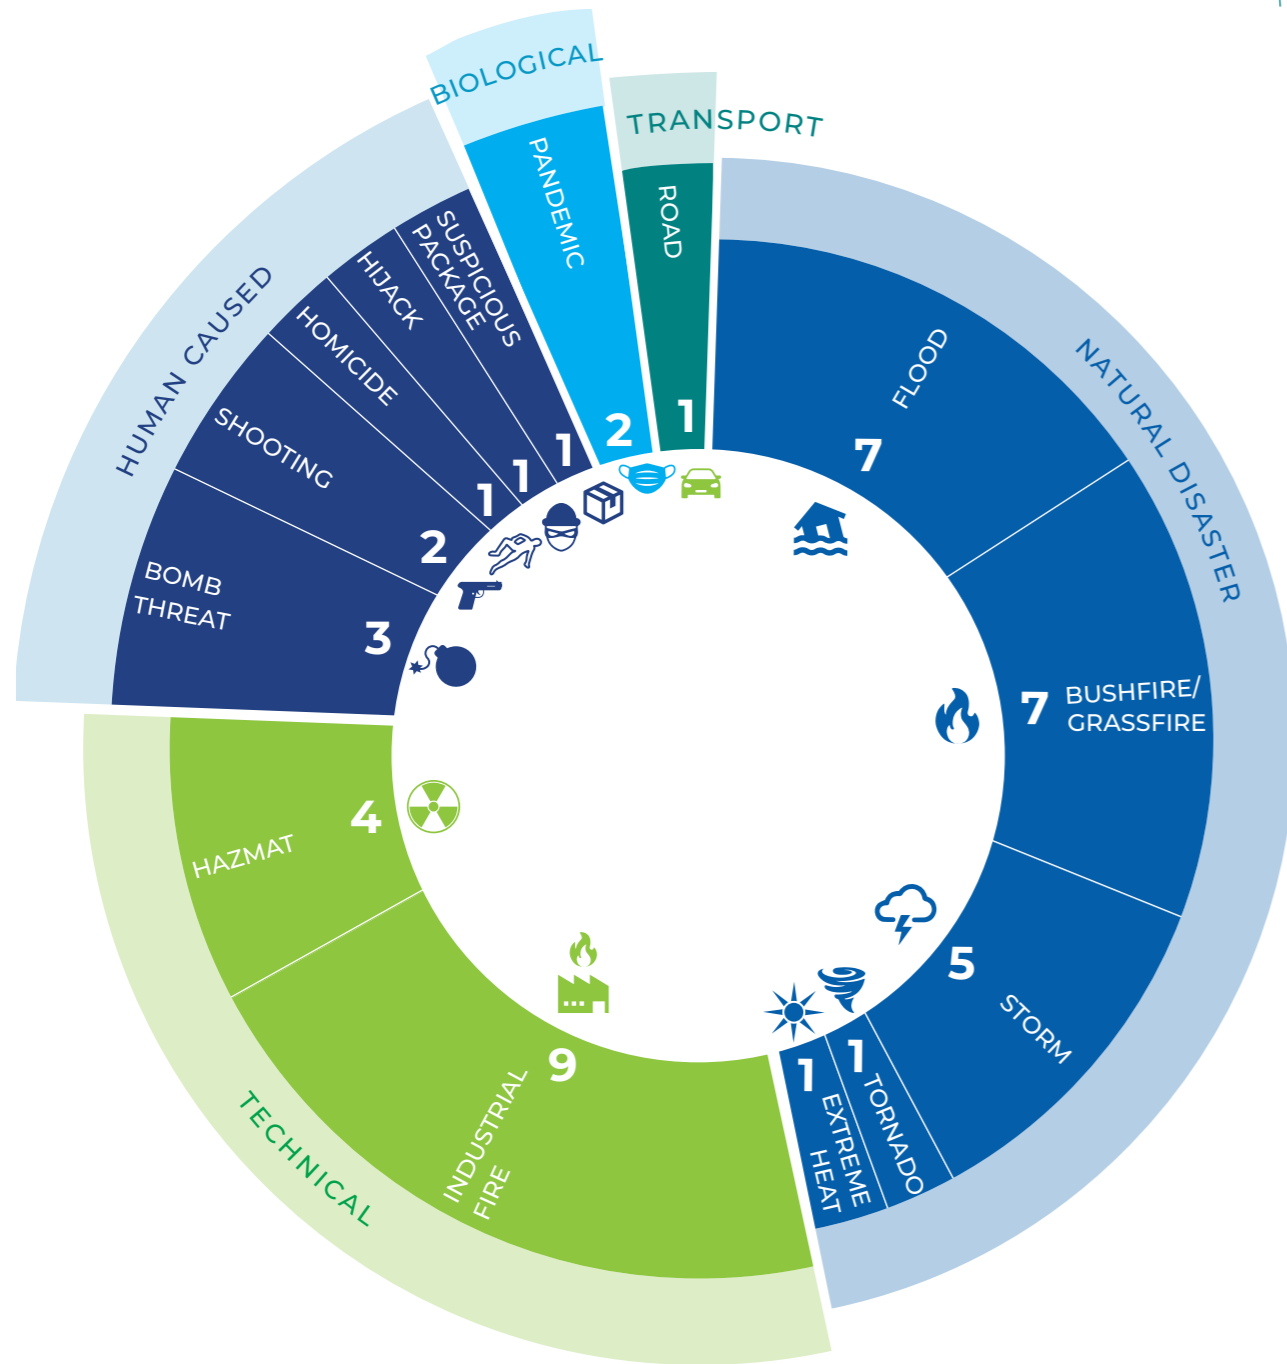 BIOLOGICAL
PANDEMIC
2
TRANSPORT
ROAD
1
NATURAL DISASTER
FLOOD
7
7
BUSHFIRE/
GRASSFIRE
5
STORM
1
TORNADO
1
EXTREME
HEAT
TECHNICAL
9
INDUSTRIAL
FIRE
4
HAZMAT
HUMAN CAUSED
BOMB
THREAT
3
SHOOTING
2
HOMICIDE
1
HIJACK
1
SUSPICIOUS
PACKAGE
1